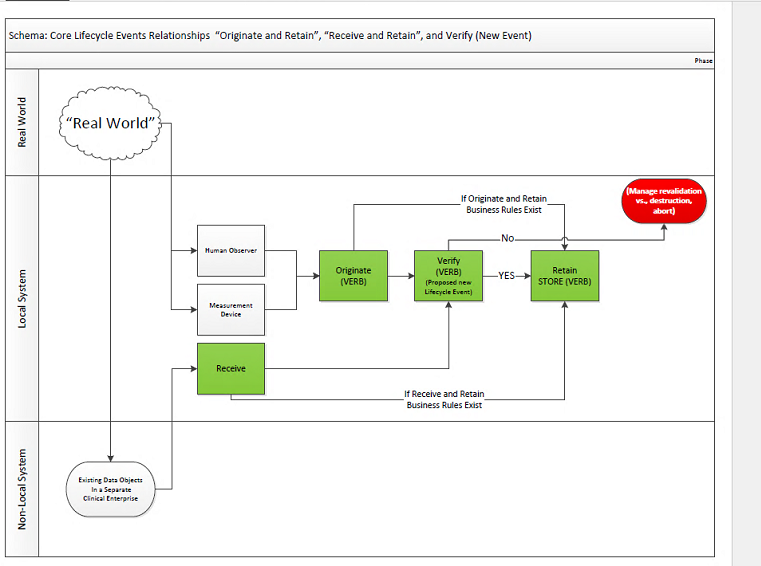 Schema: Core Lifecycle Events Relationships “Originate and Retain”, “Receive and Retain”, and Verify (New Event)
Phase
Real World
“Real World”
Local System
(Manage revalidation
vs., destruction,
abort)
If Originate and Retain
Business Rules Exist
No
Human Observer
Originate
(VERB)
Verify
(VERB)
(Proposed new
Lifecycle Event)
YES
Retain
STORE (VERB)
Measurement
Device
Receive
If Receive and Retain
Business Rules Exist
Non-Local System
Existing Data Objects
In a Separate
Clinical Enterprise